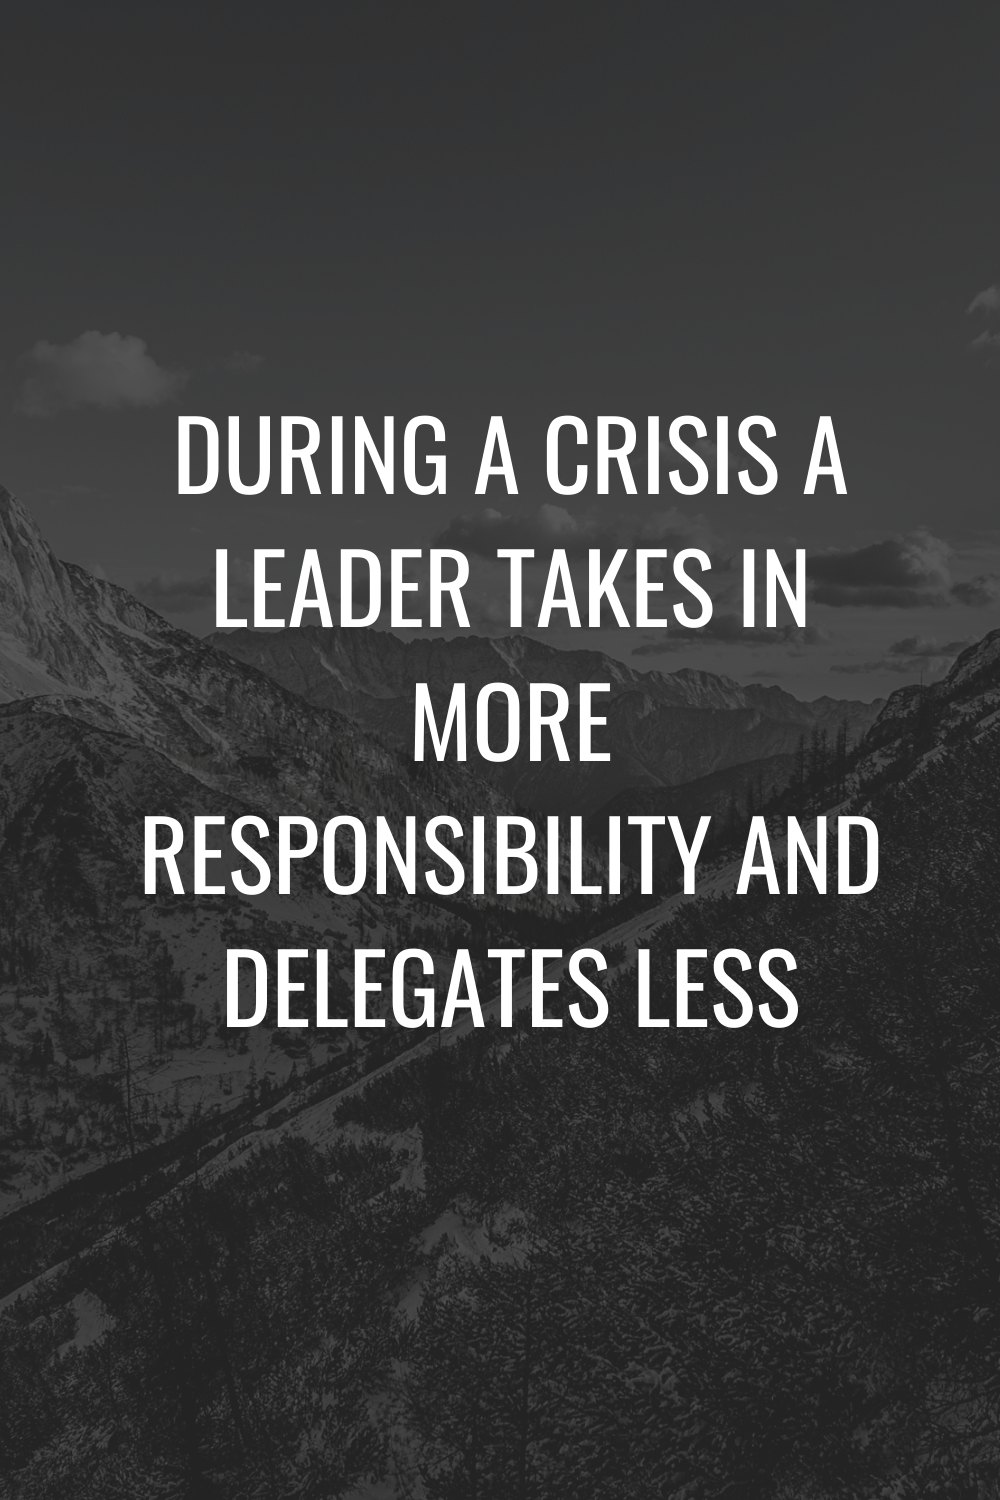 DURING A CRISIS A
LEADER TAKES IN
MORE
RESPONSIBILITY AND
DELEGATES LESS